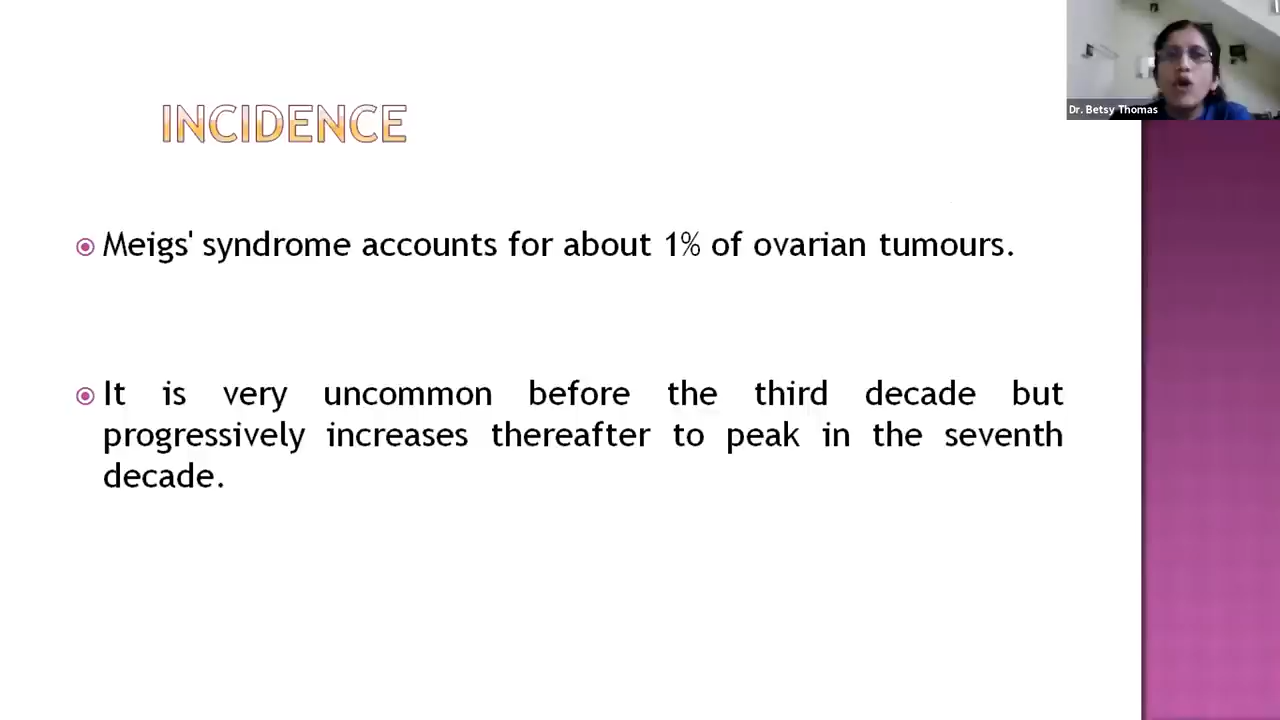 Dr. Betsy Thomas
INCIDENCE
Meigs' syndrome accounts for about 1% of ovarian tumours.
It is very uncommon before the third decade but
progressively increases thereafter to peak in the seventh
decade.